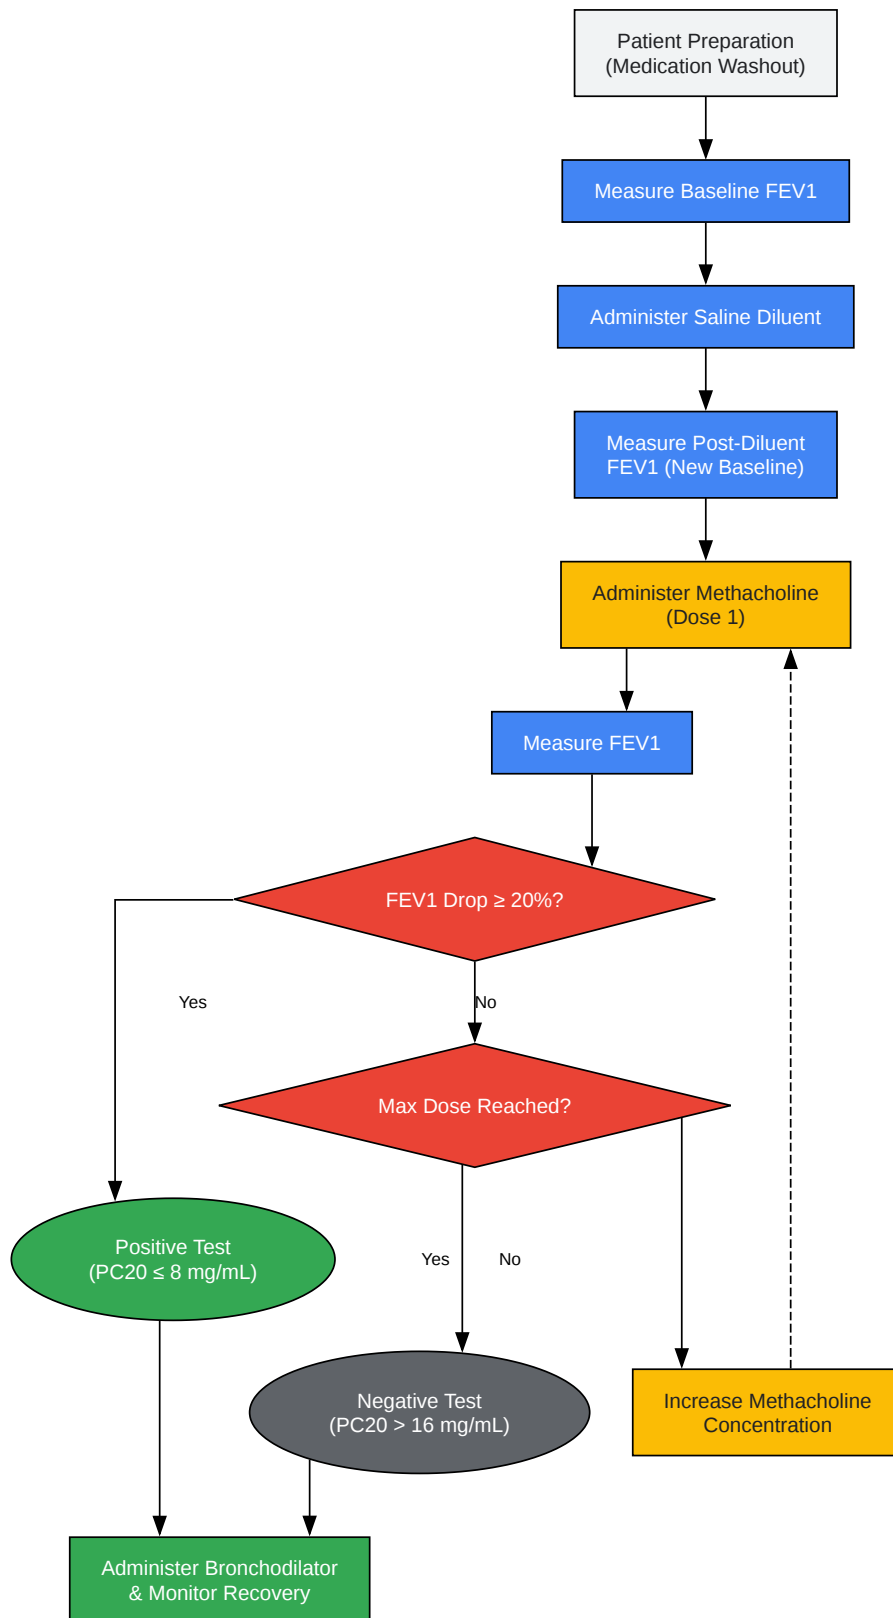 Patient Preparation
(Medication Washout)
Measure Baseline FEV1
Administer Saline Diluent
Measure Post-Diluent
FEV1 (New Baseline)
Administer Methacholine
(Dose 1)
Measure FEV1
FEV1 Drop ≥ 20%?
Yes
No
Max Dose Reached?
Positive Test
(PC20 ≤ 8 mg/mL)
Yes
No
Negative Test
(PC20 > 16 mg/mL)
Increase Methacholine
Concentration
Administer Bronchodilator
& Monitor Recovery